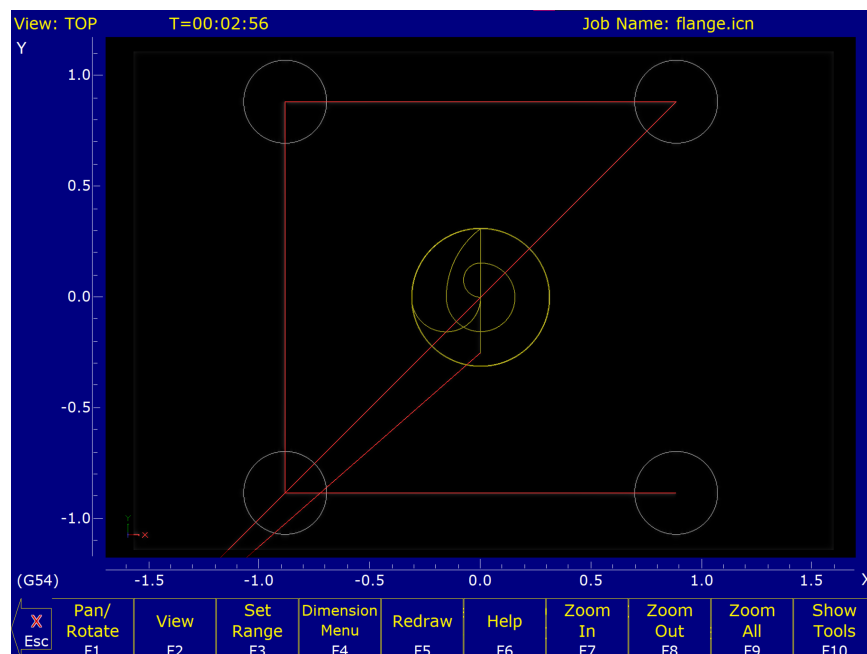 View: TOP T=00:02:56 Job Name: flange.icn
Y
1.0
0.5
0.0
-0.5
-1.0
Y
X
(G54) -1.5 -1.0 -0.5 0.0 0.5 1.0 1.5 X
X
Esc
Pan/
Rotate
F1
View
F2
Set
Range
F3
Dimension
Menu
F4
Redraw
F5
Help
F6
Zoom
In
F7
Zoom
Out
F8
Zoom
All
F9
Show
Tools
F10